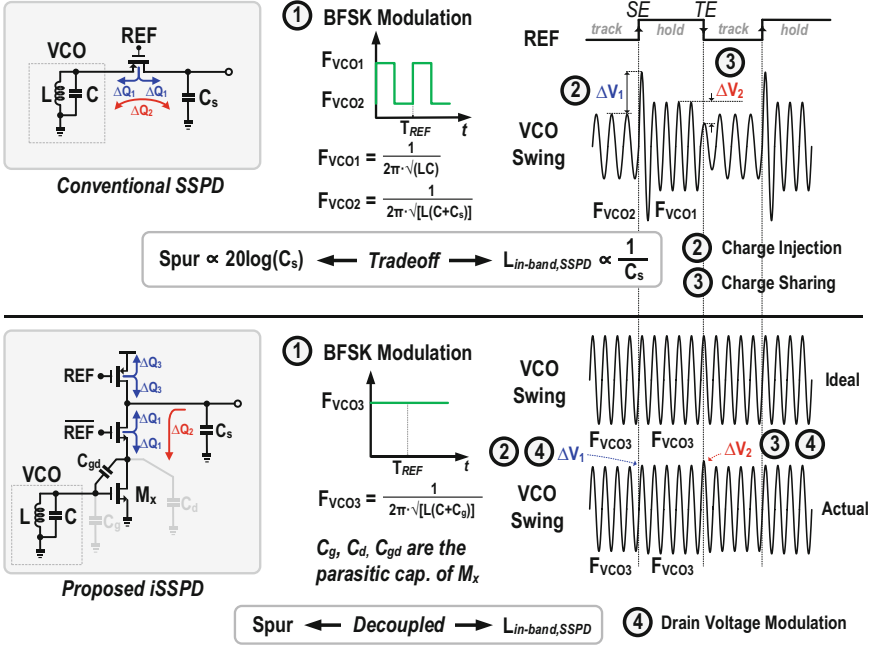 VCO
REF
L
C
ΔQ1
ΔQ1
ΔQ2
Cs
Conventional SSPD
1 BFSK Modulation
FVCO1
FVCO2
TREF
t
FVCO1 = 1 / 2π·√(LC)
FVCO2 = 1 / 2π·√[L(C+Cs)]
SE
TE
REF
track
hold
track
hold
2 ΔV1
3
ΔV2
VCO
Swing
FVCO2
FVCO1
Spur ∝ 20log(Cs) Tradeoff Lin-band,SSPD ∝ 1/Cs
2 Charge Injection
3 Charge Sharing
REF
ΔQ3
ΔQ3
REF
ΔQ1
ΔQ1
ΔQ2
Cs
VCO
Cgd
L
C
Cg
Mx
Cd
Proposed iSSPD
1 BFSK Modulation
FVCO3
TREF
t
FVCO3 = 1 / 2π·√[L(C+Cg)]
Cg, Cd, Cgd are the
parasitic cap. of Mx
VCO
Swing
Ideal
FVCO3
FVCO3
2 4 ΔV1
ΔV2
3 4
VCO
Swing
Actual
FVCO3
FVCO3
Spur Decoupled Lin-band,SSPD
4 Drain Voltage Modulation